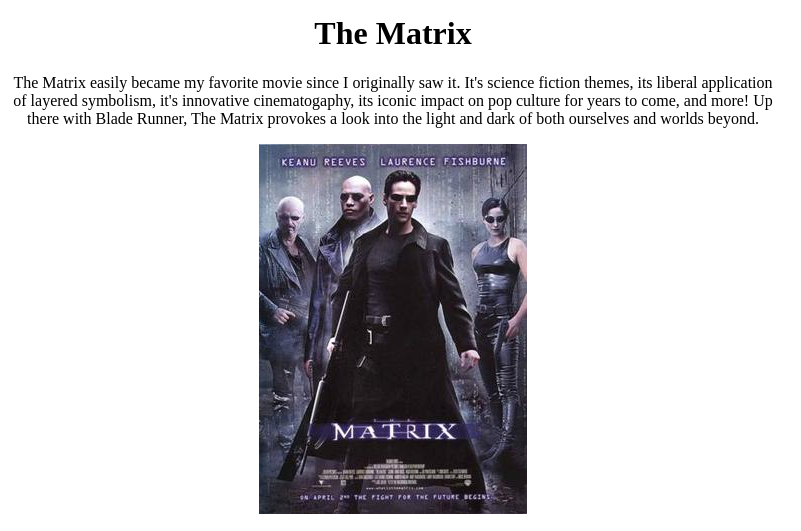 The Matrix
The Matrix easily became my favorite movie since I originally saw it. It's science fiction themes, its liberal application
of layered symbolism, it's innovative cinematogaphy, its iconic impact on pop culture for years to come, and more! Up
there with Blade Runner, The Matrix provokes a look into the light and dark of both ourselves and worlds beyond.
KEANU REEVES LAURENCE FISHBURNE
THE
MATRIX
www.whatisthematrix.com
ON APRIL 2ND THE FIGHT FOR THE FUTURE BEGINS.